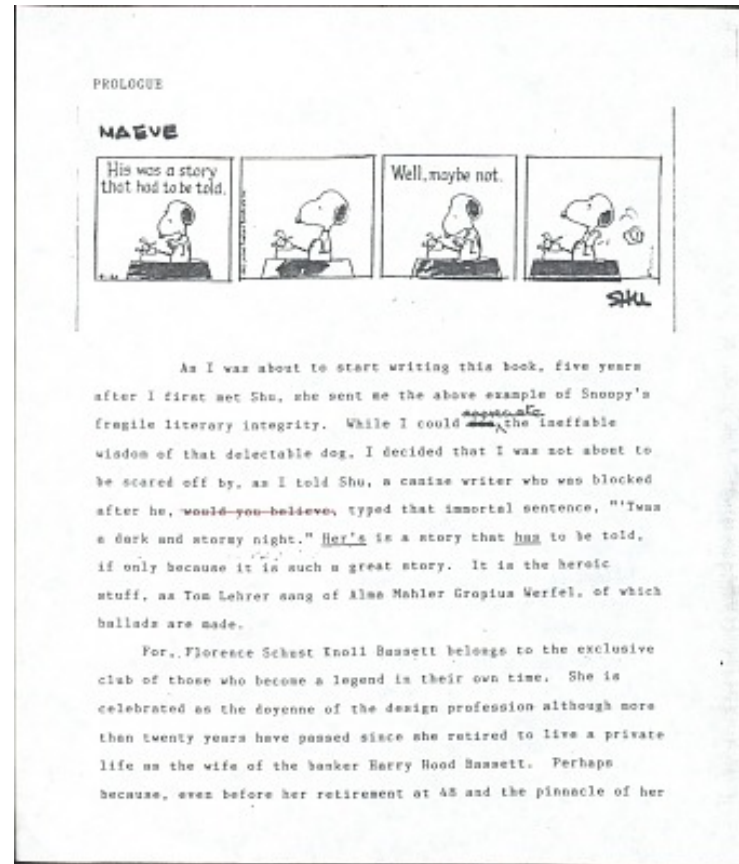 PROLOGUE
MAEVE
His was a story
that had to be told.
Well, maybe not.
SHU
As I was about to start writing this book, five years
after I first met Shu, she sent me the above example of Snoopy's
appreciate
fragile literary integrity. While I could the ineffable
wisdom of that delectable dog, I decided that I was not about to
be scared off by, as I told Shu, a canine writer who was blocked
after he, would you believe, typed that immortal sentence, "'Twas
a dark and stormy night." Her's is a story that has to be told,
if only because it is such a great story. It is the heroic
stuff, as Tom Lehrer sang of Alma Mahler Gropius Werfel, of which
ballads are made.
For, Florence Schust Knoll Bassett belongs to the exclusive
club of those who become a legend in their own time. She is
celebrated as the doyenne of the design profession although more
than twenty years have passed since she retired to live a private
life as the wife of the banker Harry Hood Bassett. Perhaps
because, even before her retirement at 48 and the pinnacle of her